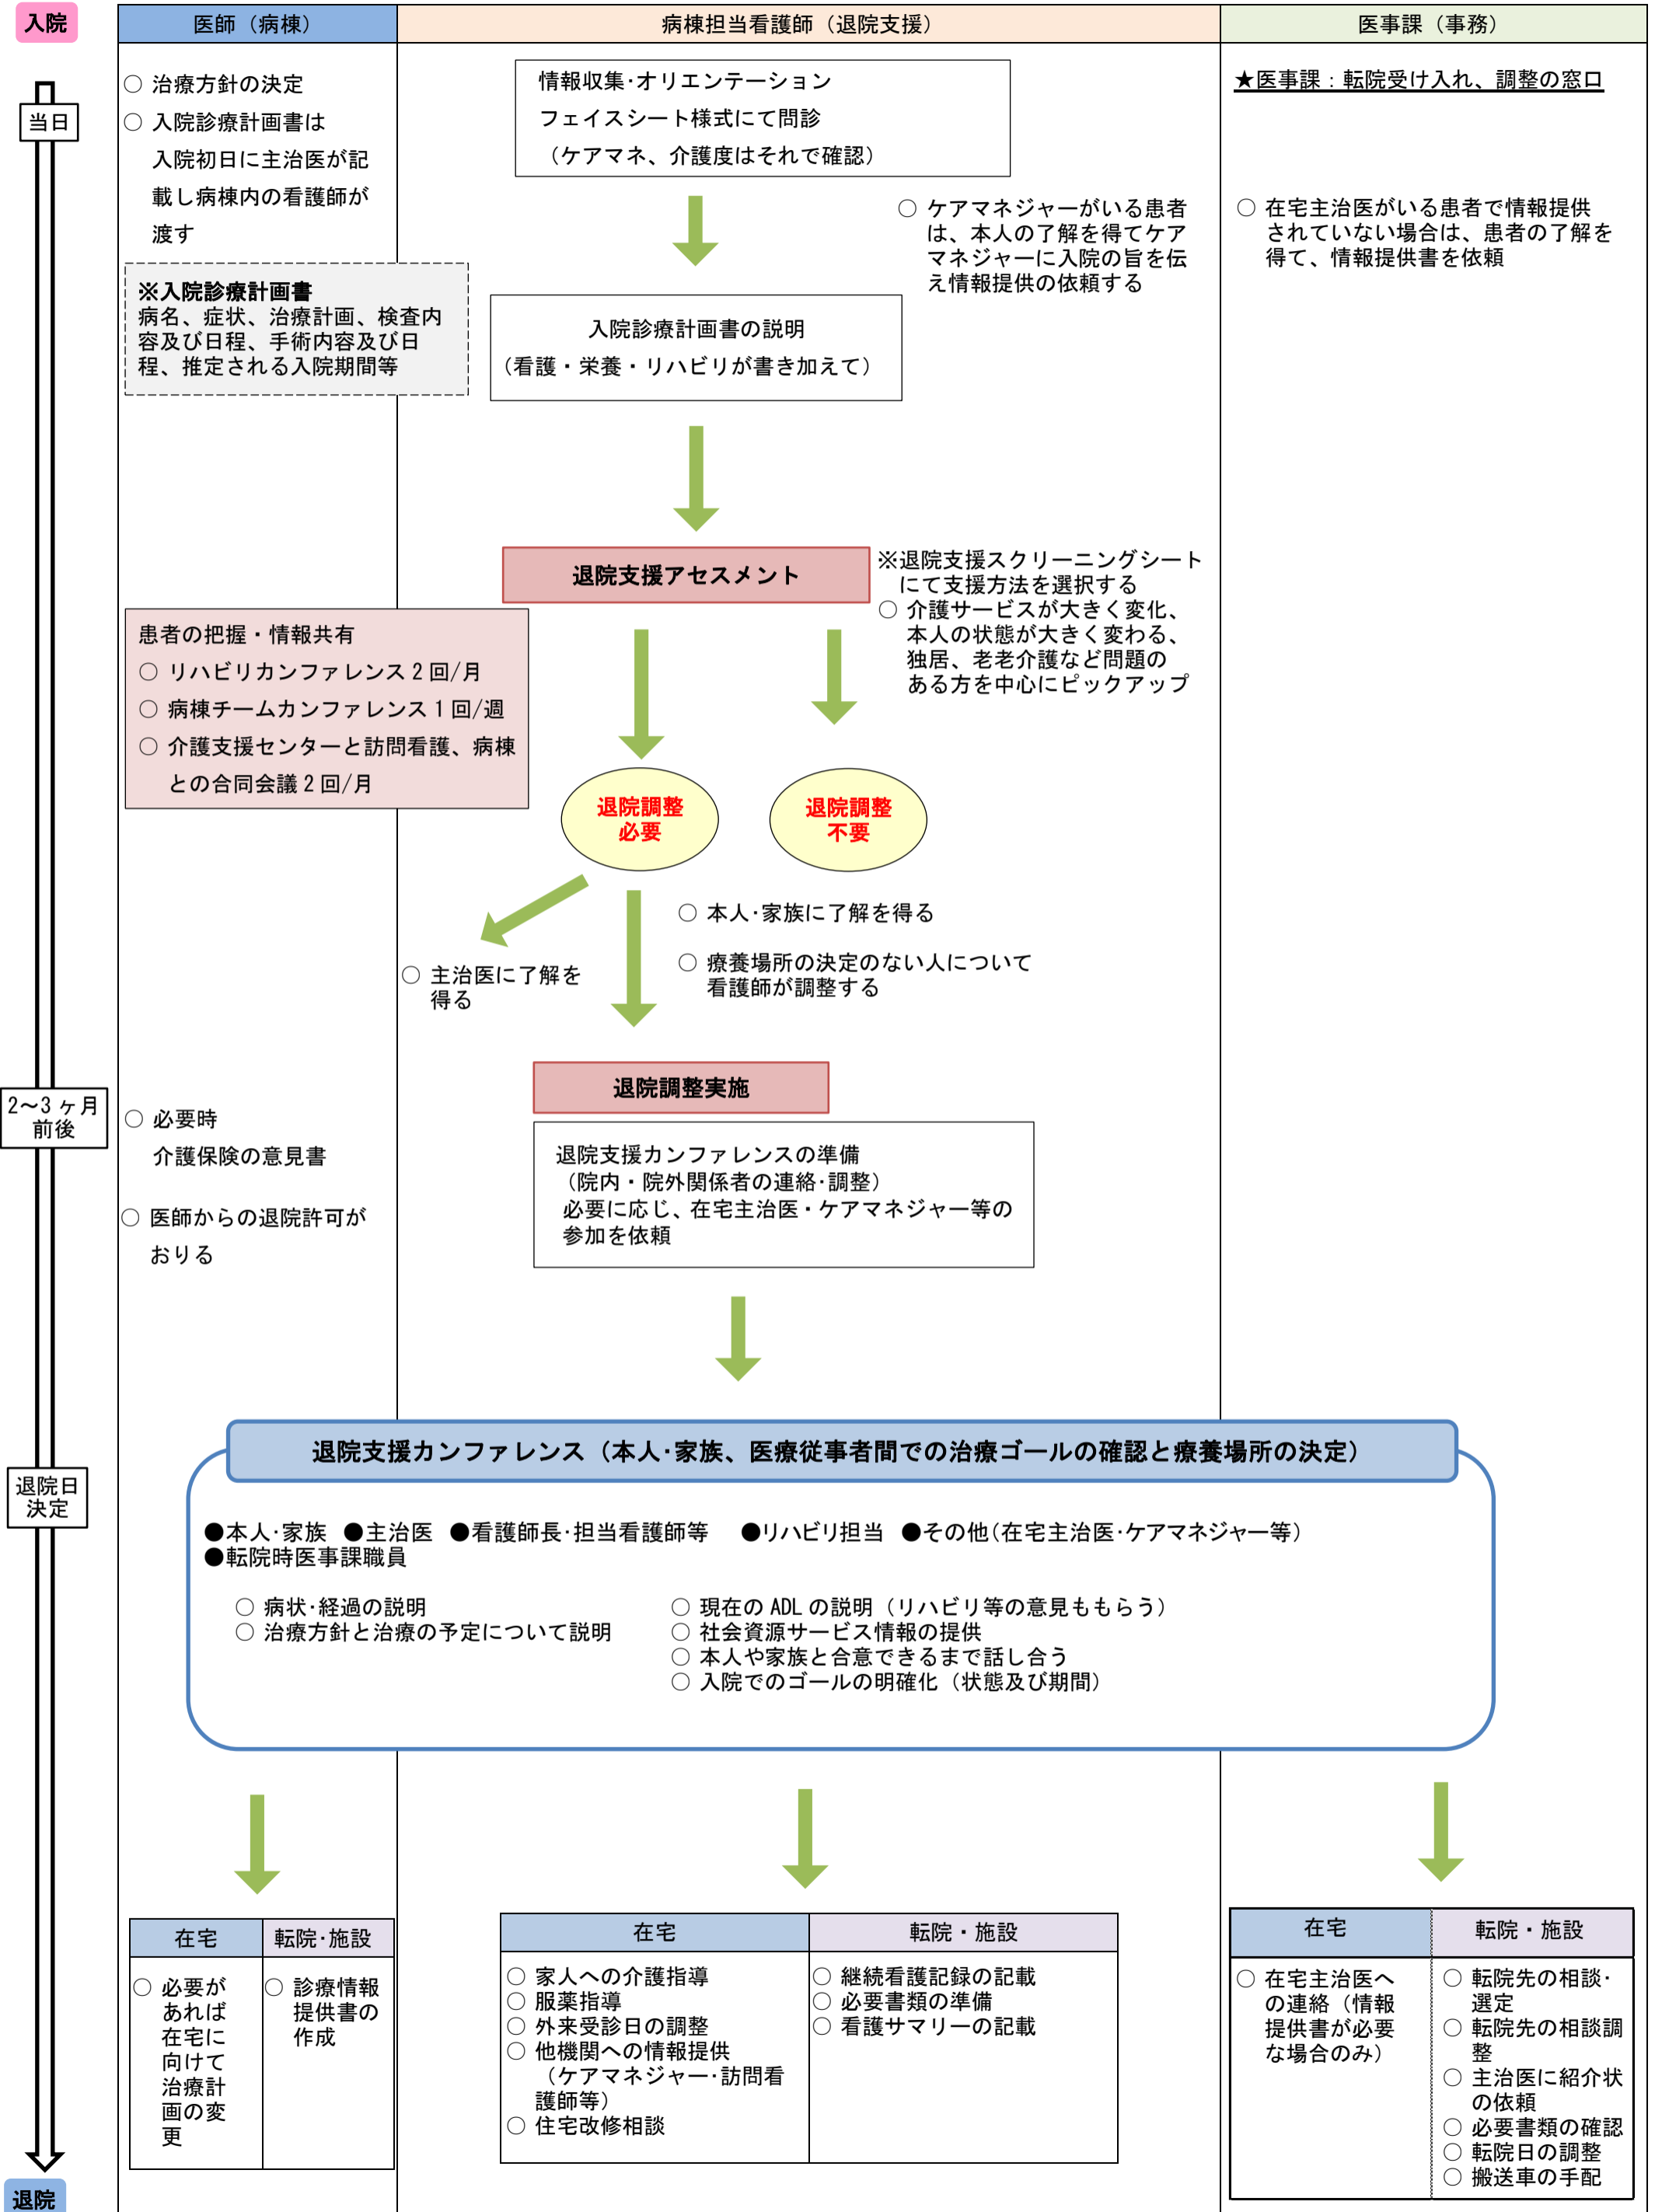 入院
医師（病棟）
病棟担当看護師（退院支援）
医事課（事務）
当日
○ 治療方針の決定
○ 入院診療計画書は
入院初日に主治医が記
載し病棟内の看護師が
渡す
※入院診療計画書
病名、症状、治療計画、検査内
容及び日程、手術内容及び日
程、推定される入院期間等
情報収集･オリエンテーション
フェイスシート様式にて問診
（ケアマネ、介護度はそれで確認）
○ ケアマネジャーがいる患者
は、本人の了解を得てケア
マネジャーに入院の旨を伝
え情報提供の依頼する
★医事課：転院受け入れ、調整の窓口
○ 在宅主治医がいる患者で情報提供
されていない場合は、患者の了解を
得て、情報提供書を依頼
入院診療計画書の説明
（看護・栄養・リハビリが書き加えて）
退院支援アセスメント
※退院支援スクリーニングシート
にて支援方法を選択する
○ 介護サービスが大きく変化、
本人の状態が大きく変わる、
独居、老老介護など問題の
ある方を中心にピックアップ
患者の把握・情報共有
○ リハビリカンファレンス２回/月
○ 病棟チームカンファレンス１回/週
○ 介護支援センターと訪問看護、病棟
との合同会議２回/月
退院調整
必要
退院調整
不要
○ 主治医に了解を
得る
○ 本人･家族に了解を得る
○ 療養場所の決定のない人について
看護師が調整する
2～3 ヶ月
前後
○ 必要時
介護保険の意見書
○ 医師からの退院許可が
おりる
退院調整実施
退院支援カンファレンスの準備
（院内・院外関係者の連絡･調整）
必要に応じ、在宅主治医・ケアマネジャー等の
参加を依頼
退院日
決定
退院支援カンファレンス（本人･家族、医療従事者間での治療ゴールの確認と療養場所の決定）
●本人･家族 ●主治医 ●看護師長･担当看護師等 ●リハビリ担当 ●その他（在宅主治医･ケアマネジャー等）
●転院時医事課職員
○ 病状･経過の説明
○ 治療方針と治療の予定について説明
○ 現在の ADL の説明（リハビリ等の意見ももらう）
○ 社会資源サービス情報の提供
○ 本人や家族と合意できるまで話し合う
○ 入院でのゴールの明確化（状態及び期間）
在宅
○ 必要が
あれば
在宅に
向けて
治療計
画の変
更
転院･施設
○ 診療情報
提供書の
作成
在宅
○ 家人への介護指導
○ 服薬指導
○ 外来受診日の調整
○ 他機関への情報提供
（ケアマネジャー･訪問看
護師等）
○ 住宅改修相談
転院・施設
○ 継続看護記録の記載
○ 必要書類の準備
○ 看護サマリーの記載
在宅
○ 在宅主治医へ
の連絡（情報
提供書が必要
な場合のみ）
転院・施設
○ 転院先の相談･
選定
○ 転院先の相談調
整
○ 主治医に紹介状
の依頼
○ 必要書類の確認
○ 転院日の調整
○ 搬送車の手配
退院